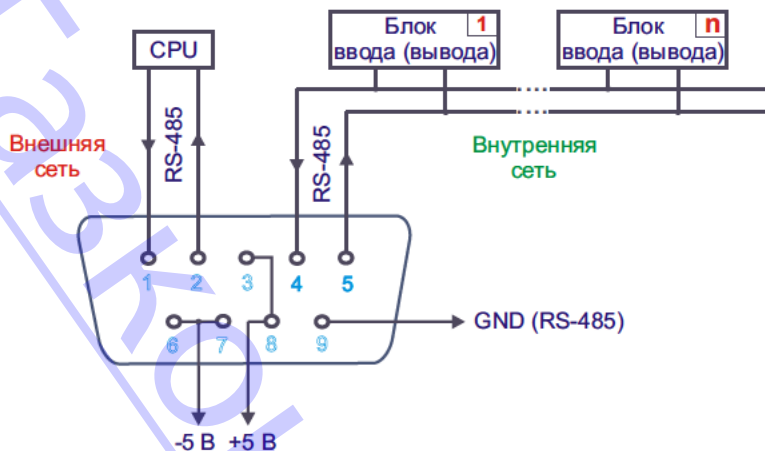 CPU
Блок 1
ввода (вывода)
Блок n
ввода (вывода)
Внешняя
сеть
RS-485
RS-485
Внутренняя
сеть
1 2 3 4 5
6 7 8 9
GND (RS-485)
-5 В +5 В